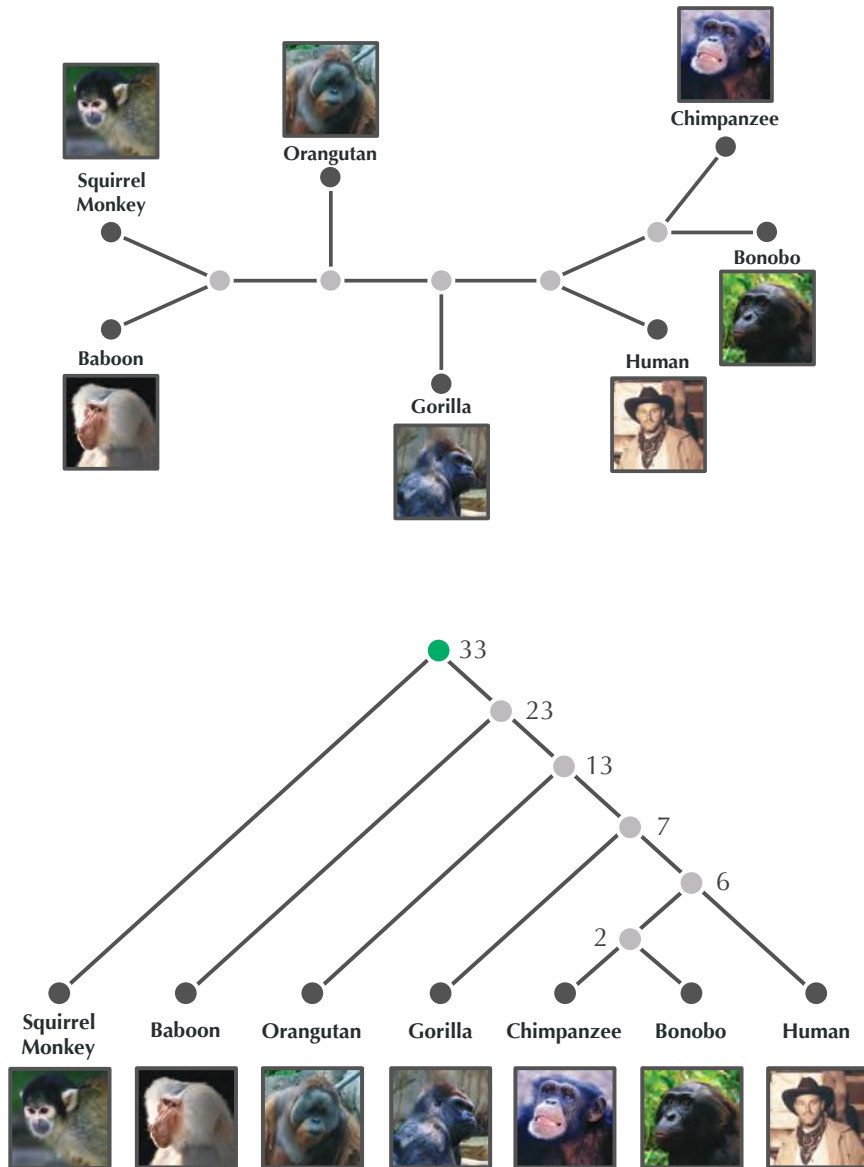 Chimpanzee
Orangutan
Squirrel
Monkey
Bonobo
Baboon
Human
Gorilla
33
23
13
7
6
2
Squirrel
Monkey
Baboon
Orangutan
Gorilla
Chimpanzee
Bonobo
Human